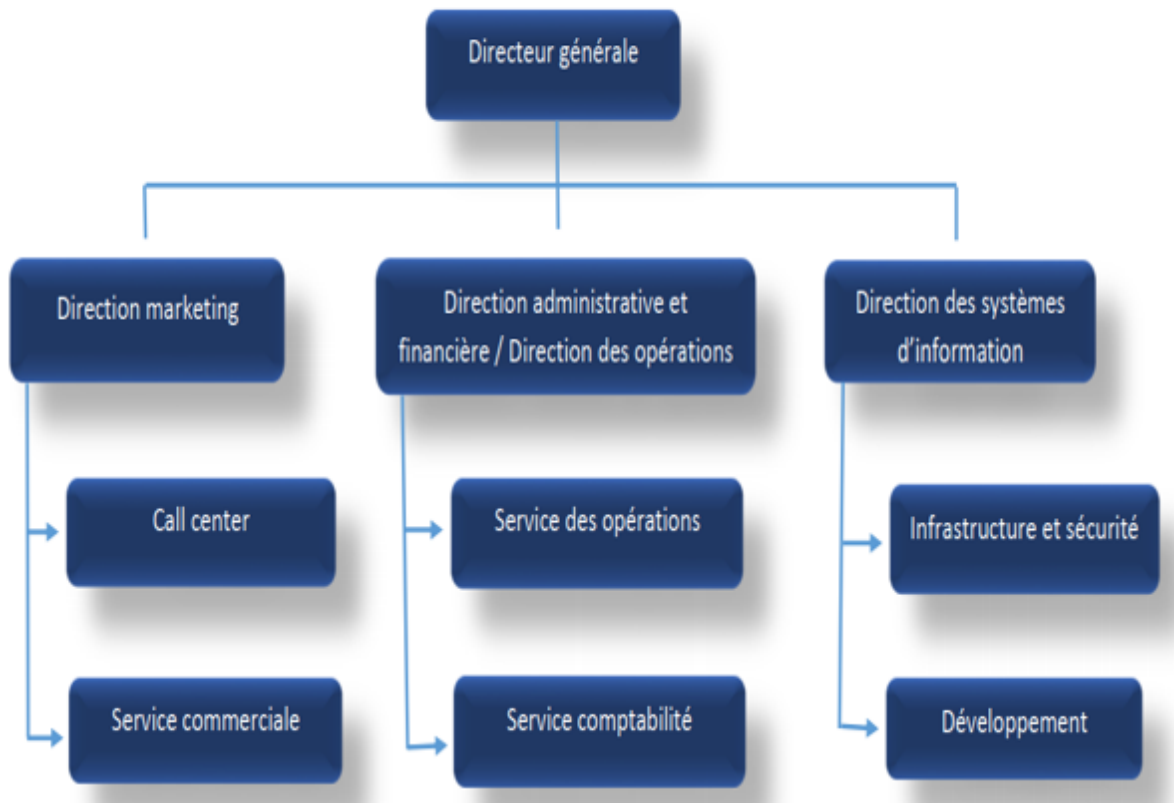 Directeur générale
Direction marketing
Direction administrative et
financière / Direction des opérations
Direction des systèmes
d’information
Call center
Service des opérations
Infrastructure et sécurité
Service commerciale
Service comptabilité
Développement